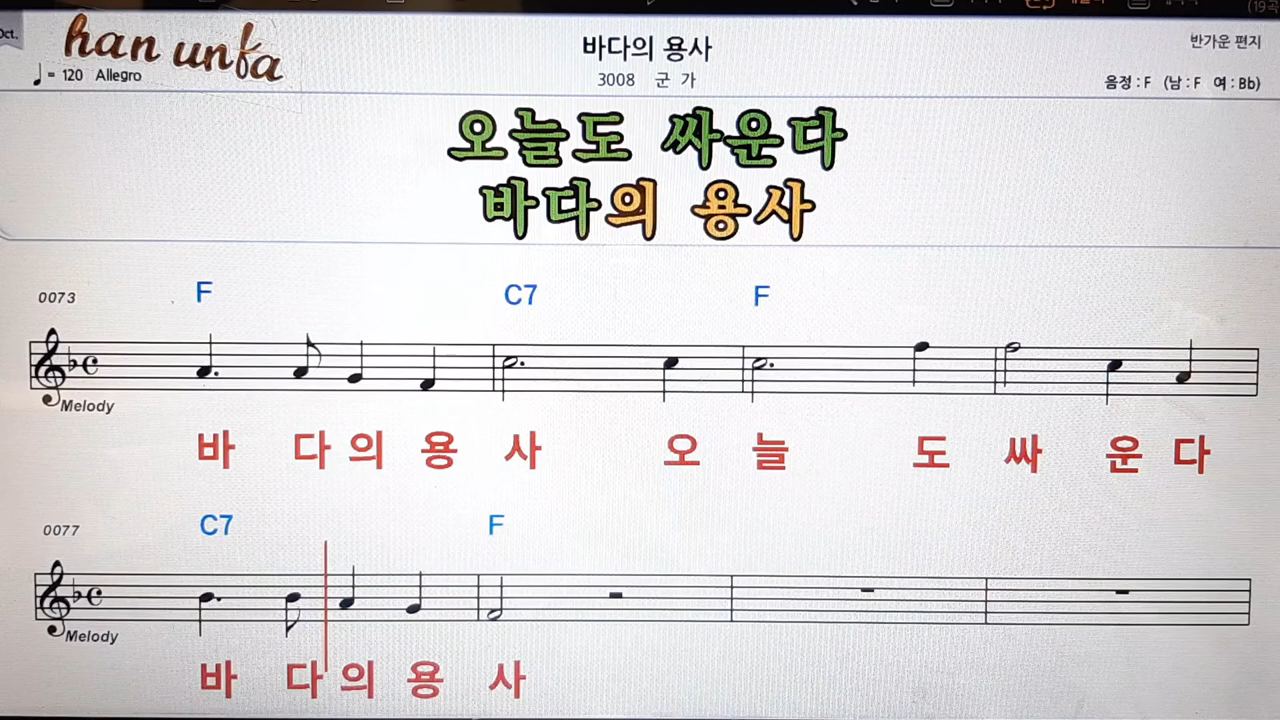 Oct.
han unfa
바다의 용사
반가운 편지
♩= 120 Allegro
3008 군 가
음정 : F (남 : F 여 : Bb)
오늘도 싸운다
바다의 용사
0073
F C7 F
Melody
바 다 의 용 사 오 늘 도 싸 운 다
0077
C7 F
Melody
바 다 의 용 사